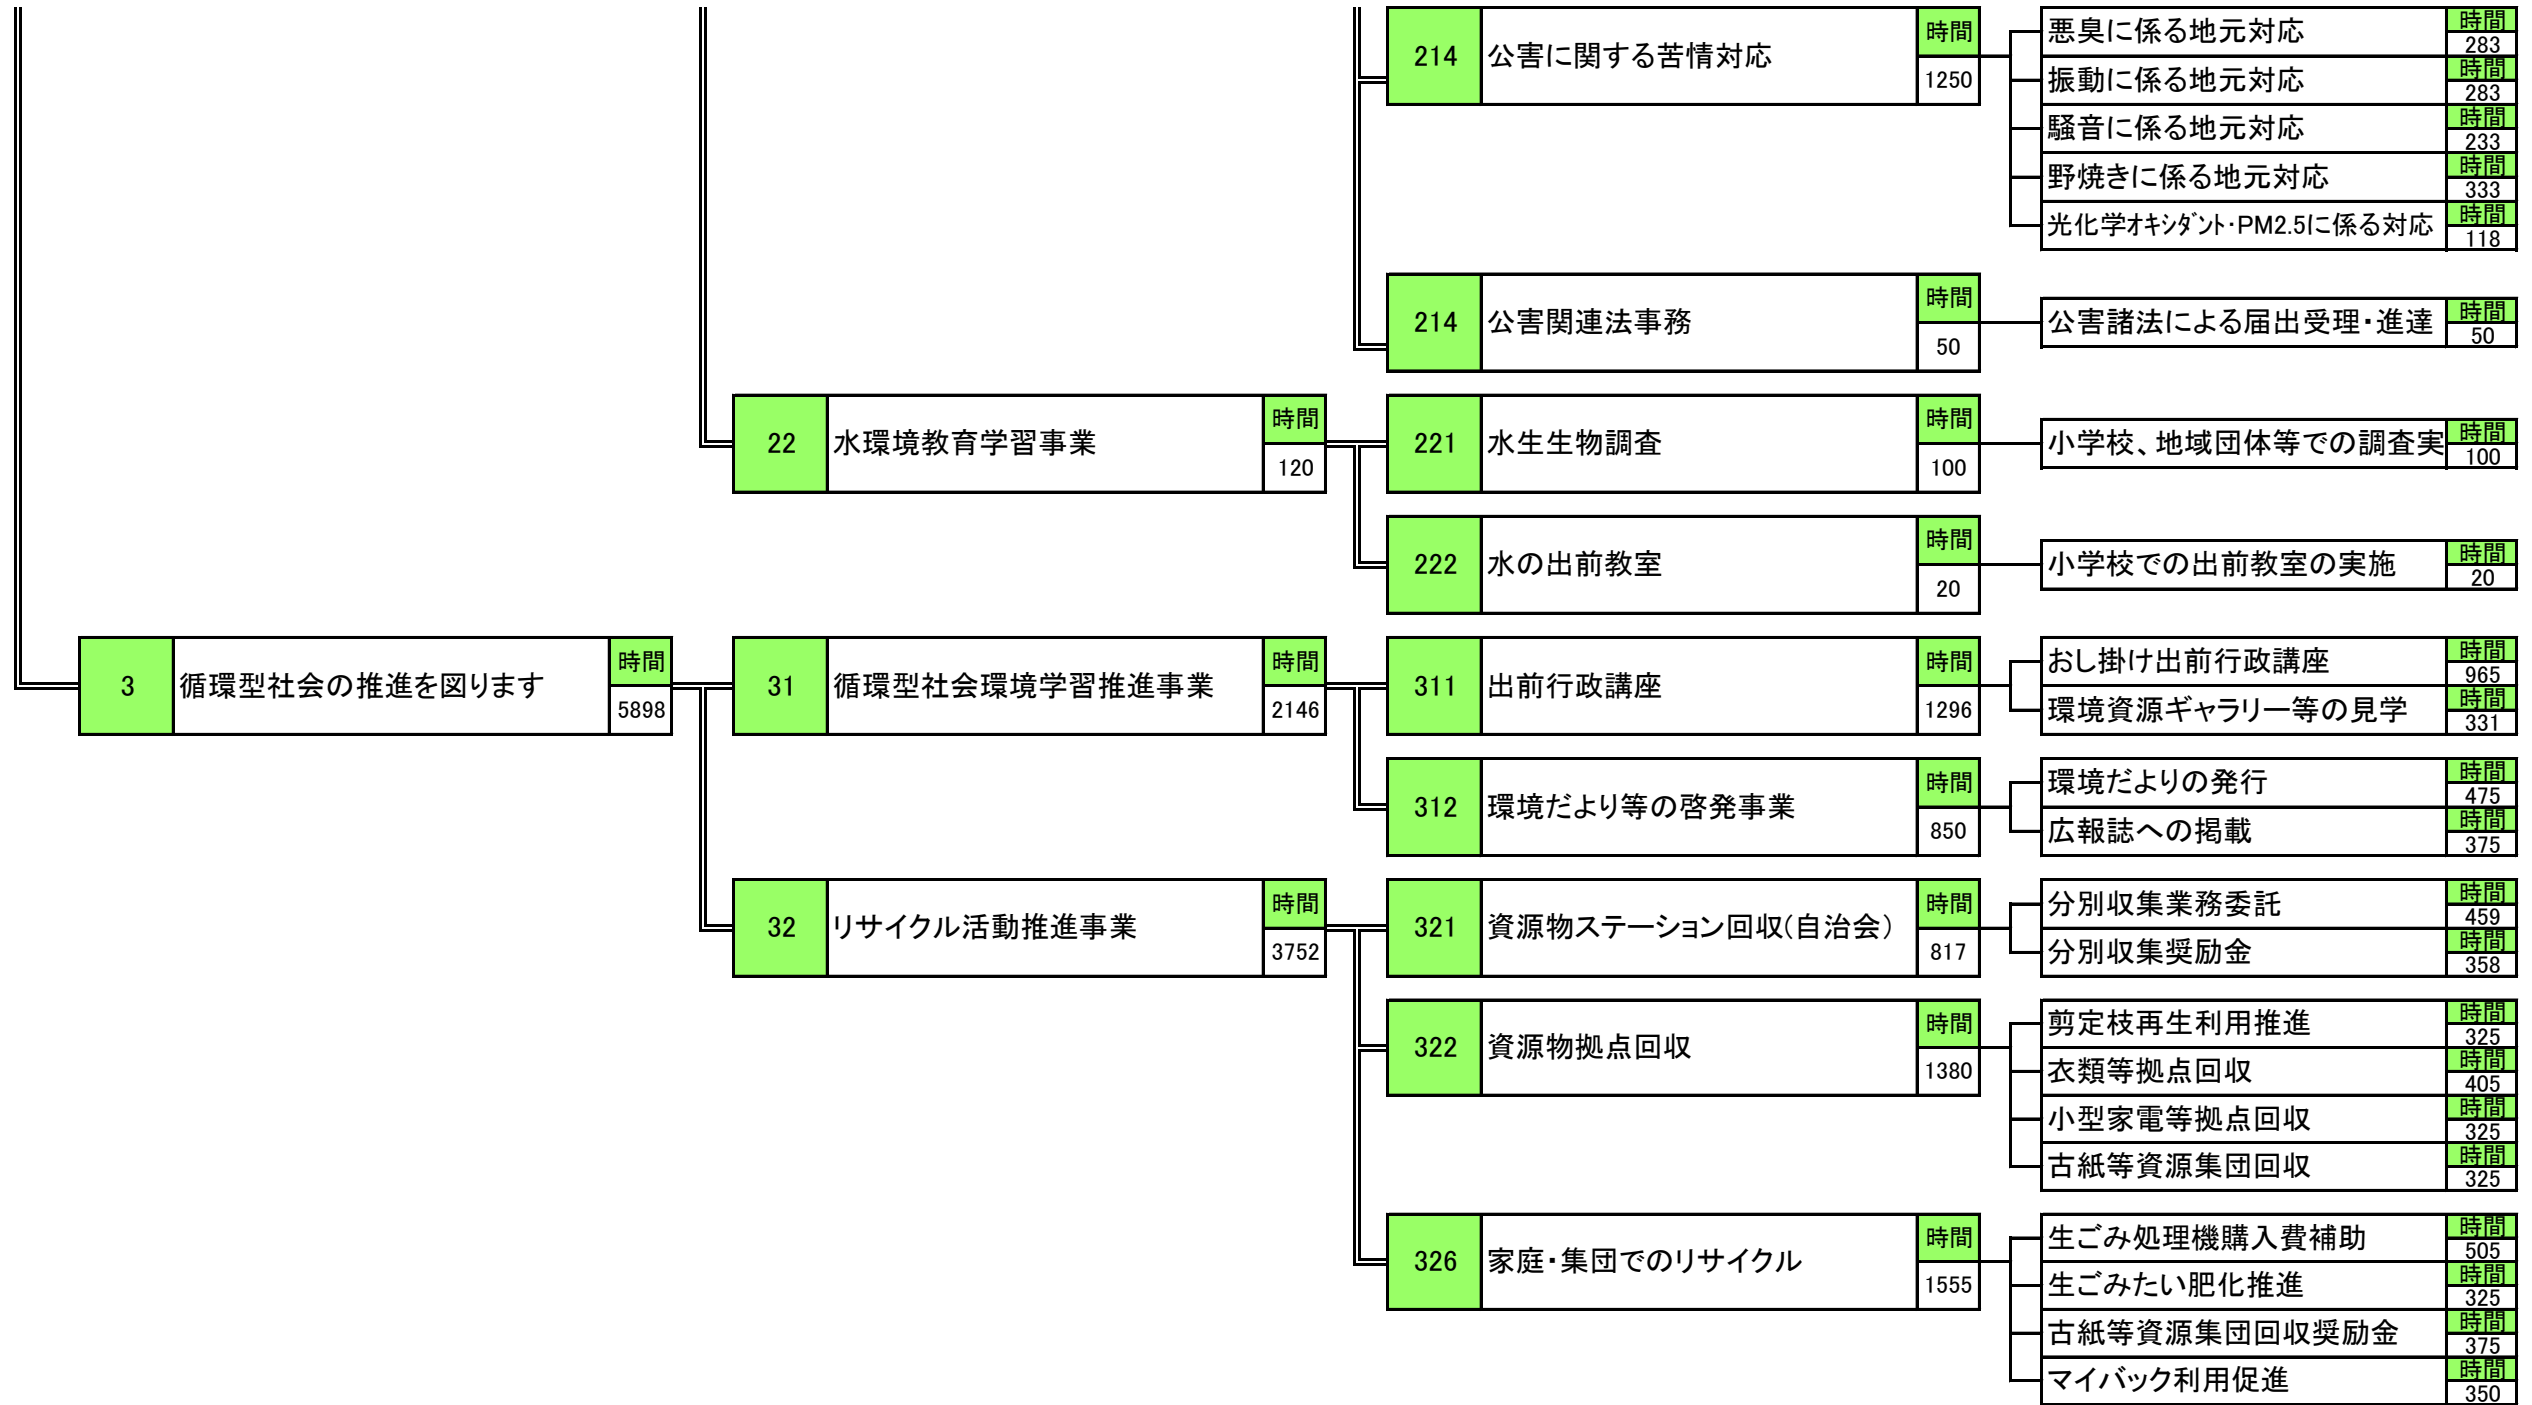 214 公害に関する苦情対応 時間 1250
悪臭に係る地元対応 時間 283
振動に係る地元対応 時間 283
騒音に係る地元対応 時間 233
野焼きに係る地元対応 時間 333
光化学オキシダント・PM2.5に係る対応 時間 118
214 公害関連法事務 時間 50
公害諸法による届出受理・進達 時間 50
22 水環境教育学習事業 時間 120
221 水生生物調査 時間 100
小学校、地域団体等での調査実 時間 100
222 水の出前教室 時間 20
小学校での出前教室の実施 時間 20
3 循環型社会の推進を図ります 時間 5898
31 循環型社会環境学習推進事業 時間 2146
311 出前行政講座 時間 1296
おし掛け出前行政講座 時間 965
環境資源ギャラリー等の見学 時間 331
312 環境だより等の啓発事業 時間 850
環境だよりの発行 時間 475
広報誌への掲載 時間 375
32 リサイクル活動推進事業 時間 3752
321 資源物ステーション回収(自治会) 時間 817
分別収集業務委託 時間 459
分別収集奨励金 時間 358
322 資源物拠点回収 時間 1380
剪定枝再生利用推進 時間 325
衣類等拠点回収 時間 405
小型家電等拠点回収 時間 325
古紙等資源集団回収 時間 325
326 家庭・集団でのリサイクル 時間 1555
生ごみ処理機購入費補助 時間 505
生ごみたい肥化推進 時間 325
古紙等資源集団回収奨励金 時間 375
マイバック利用促進 時間 350